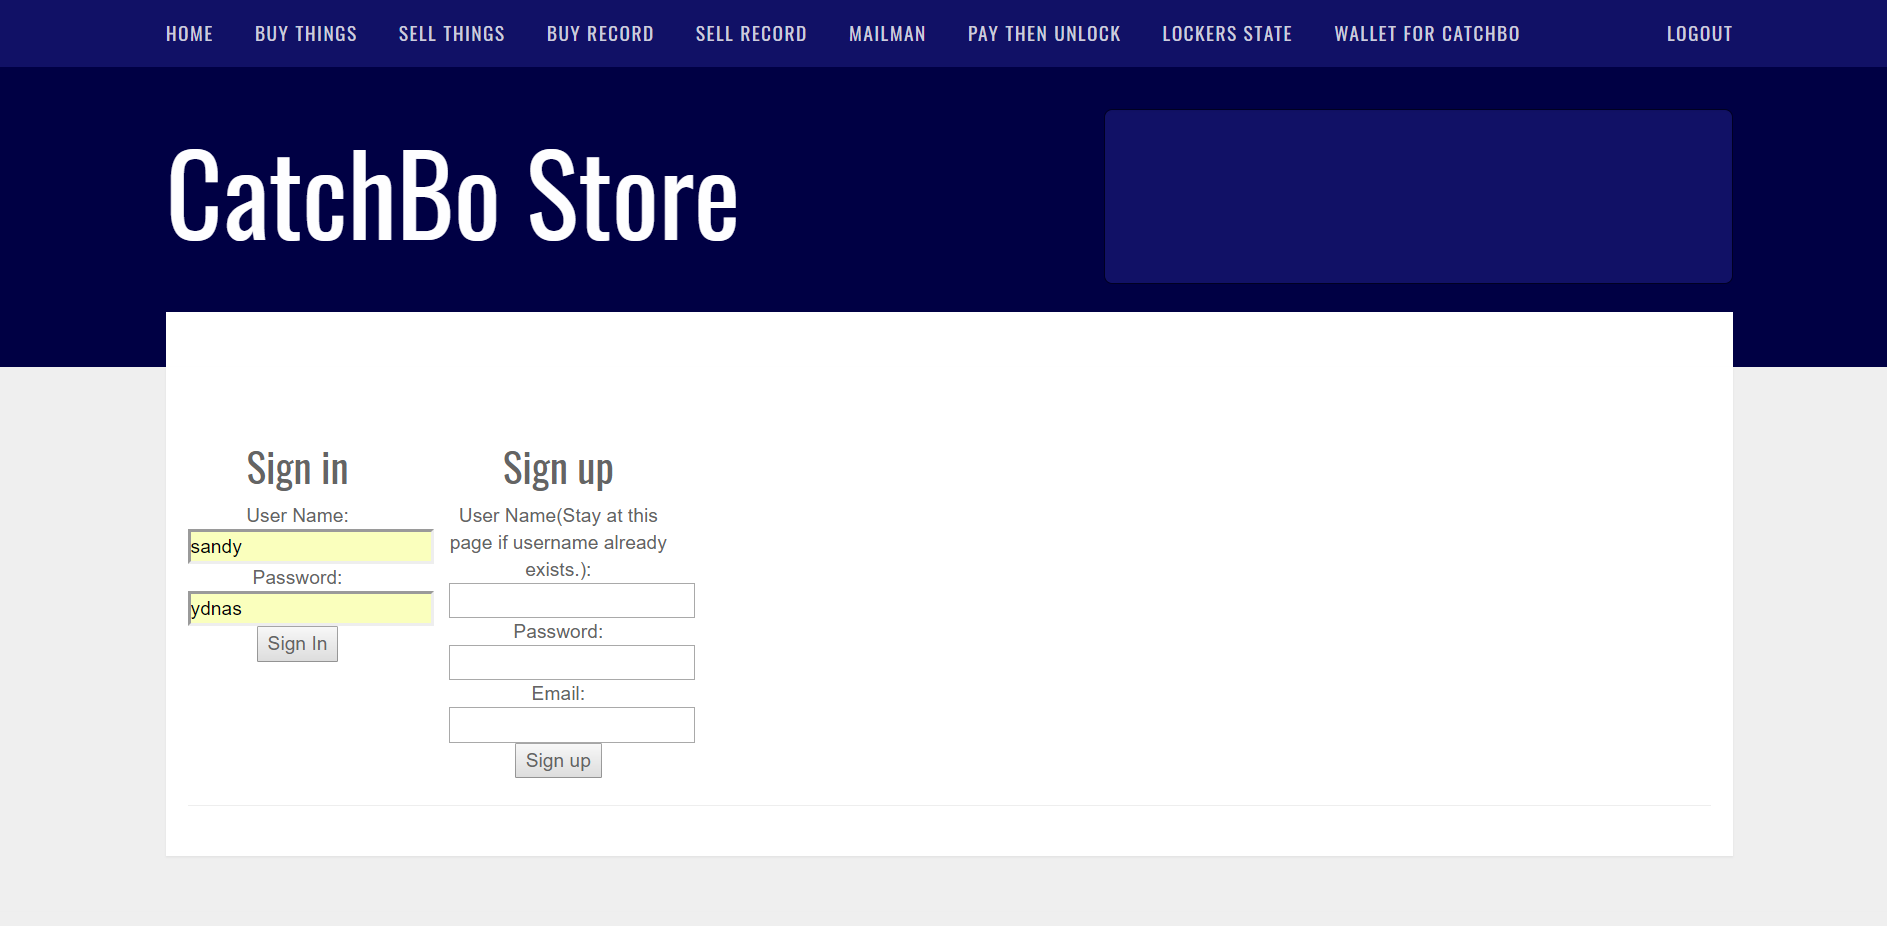 HOME BUY THINGS SELL THINGS BUY RECORD SELL RECORD MAILMAN PAY THEN UNLOCK LOCKERS STATE WALLET FOR CATCHBO LOGOUT
CatchBo Store
Sign in
User Name:
sandy
Password:
ydnas
Sign In
Sign up
User Name(Stay at this
page if username already
exists.):
Password:
Email:
Sign up